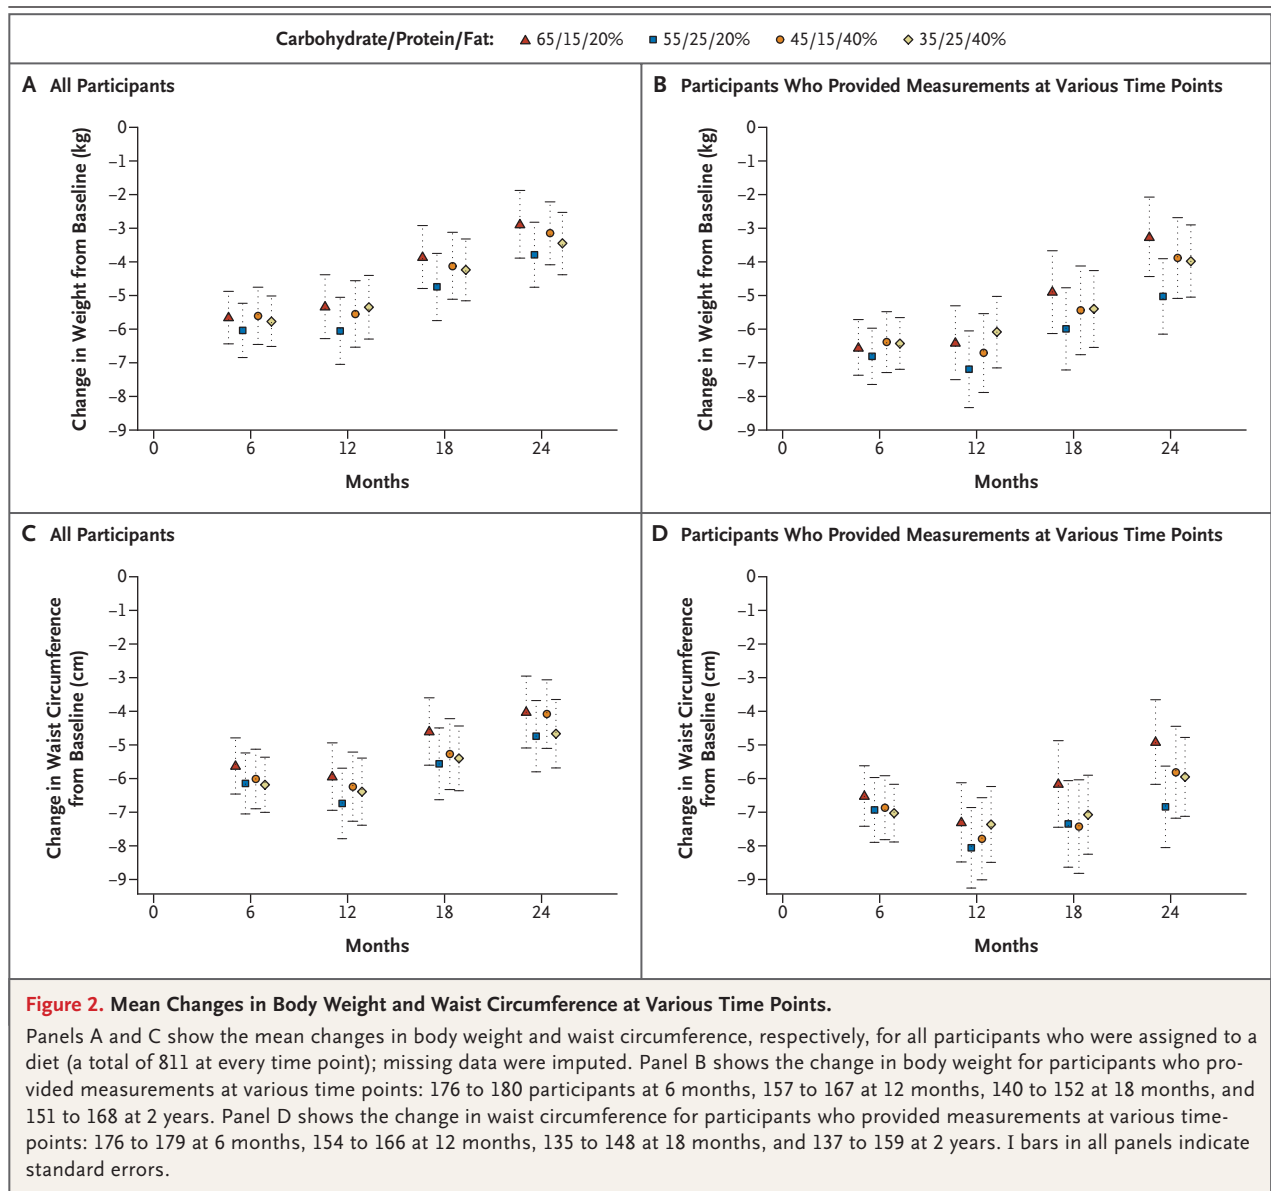 Carbohydrate/Protein/Fat: 65/15/20% 55/25/20% 45/15/40% 35/25/40%
A All Participants
Change in Weight from Baseline (kg)
0
–1
–2
–3
–4
–5
–6
–7
–8
–9
0 6 12 18 24
Months
B Participants Who Provided Measurements at Various Time Points
Change in Weight from Baseline (kg)
0
–1
–2
–3
–4
–5
–6
–7
–8
–9
0 6 12 18 24
Months
C All Participants
Change in Waist Circumference
from Baseline (cm)
0
–1
–2
–3
–4
–5
–6
–7
–8
–9
0 6 12 18 24
Months
D Participants Who Provided Measurements at Various Time Points
Change in Waist Circumference
from Baseline (cm)
0
–1
–2
–3
–4
–5
–6
–7
–8
–9
0 6 12 18 24
Months
Figure 2. Mean Changes in Body Weight and Waist Circumference at Various Time Points.
Panels A and C show the mean changes in body weight and waist circumference, respectively, for all participants who were assigned to a
diet (a total of 811 at every time point); missing data were imputed. Panel B shows the change in body weight for participants who pro-
vided measurements at various time points: 176 to 180 participants at 6 months, 157 to 167 at 12 months, 140 to 152 at 18 months, and
151 to 168 at 2 years. Panel D shows the change in waist circumference for participants who provided measurements at various time-
points: 176 to 179 at 6 months, 154 to 166 at 12 months, 135 to 148 at 18 months, and 137 to 159 at 2 years. I bars in all panels indicate
standard errors.